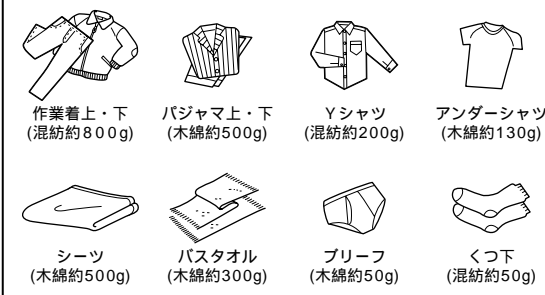 作業着上・下
(混紡約800g)
パジャマ上・下
(木綿約500g)
Yシャツ
(混紡約200g)
アンダーシャツ
(木綿約130g)
シーツ
(木綿約500g)
バスタオル
(木綿約300g)
ブリーフ
(木綿約50g)
くつ下
(混紡約50g)